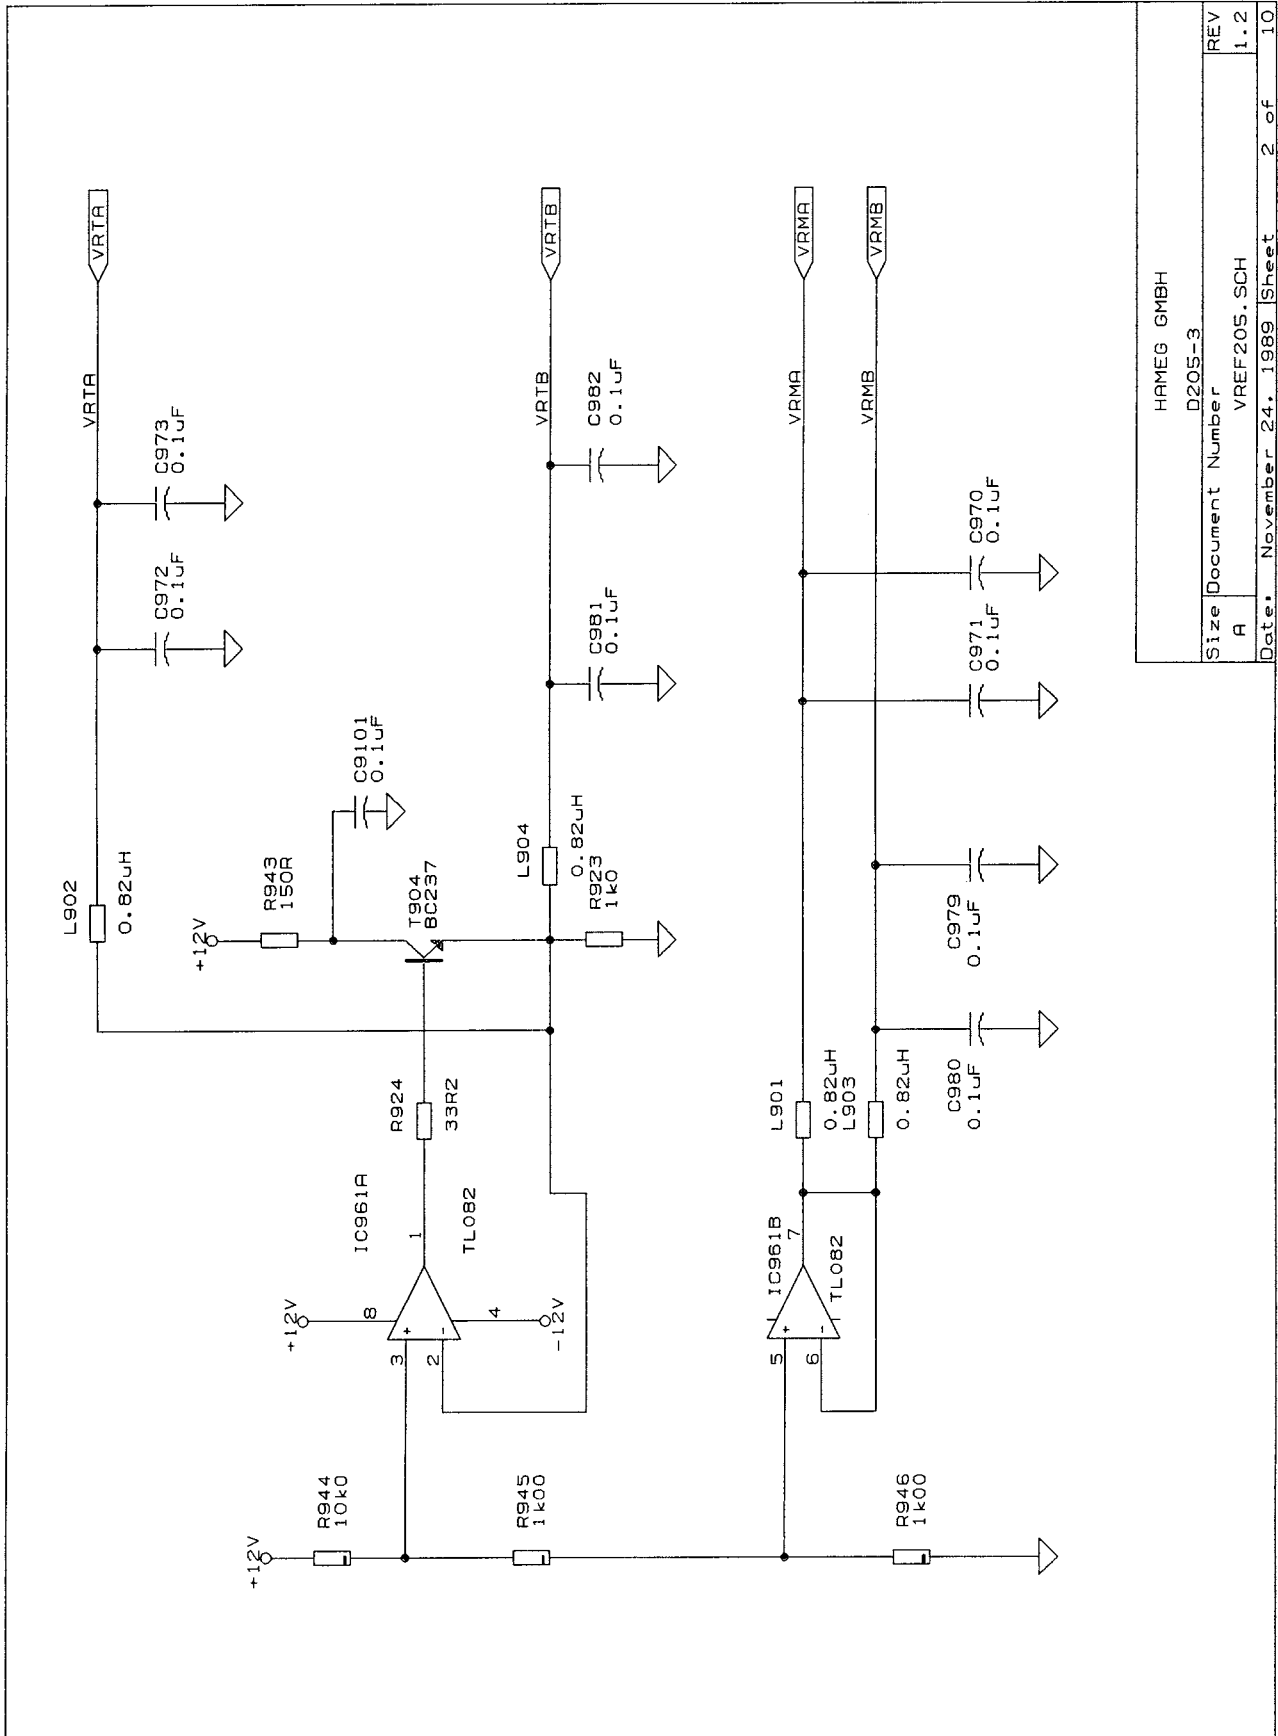 +12V
R944
10k0
R945
1k00
R946
1k00
+12V
8
3
+
2
-
4
-12V
IC961A
1
TL082
R924
33R2
5
+
6
-
IC961B
7
TL082
L901
0.82uH
L903
0.82uH
C980
0.1uF
C979
0.1uF
C971
0.1uF
C970
0.1uF
L902
0.82uH
+12V
R943
150R
C9101
0.1uF
T904
BC237
L904
0.82uH
R923
1k0
C972
0.1uF
C973
0.1uF
C981
0.1uF
C982
0.1uF
VRTA
VRTA
VRTB
VRTB
VRMA
VRMA
VRMB
VRMB
HAMEG GMBH
D205-3
Size Document Number REV
A VREF205.SCH 1.2
Date: November 24, 1989 Sheet 2 of 10